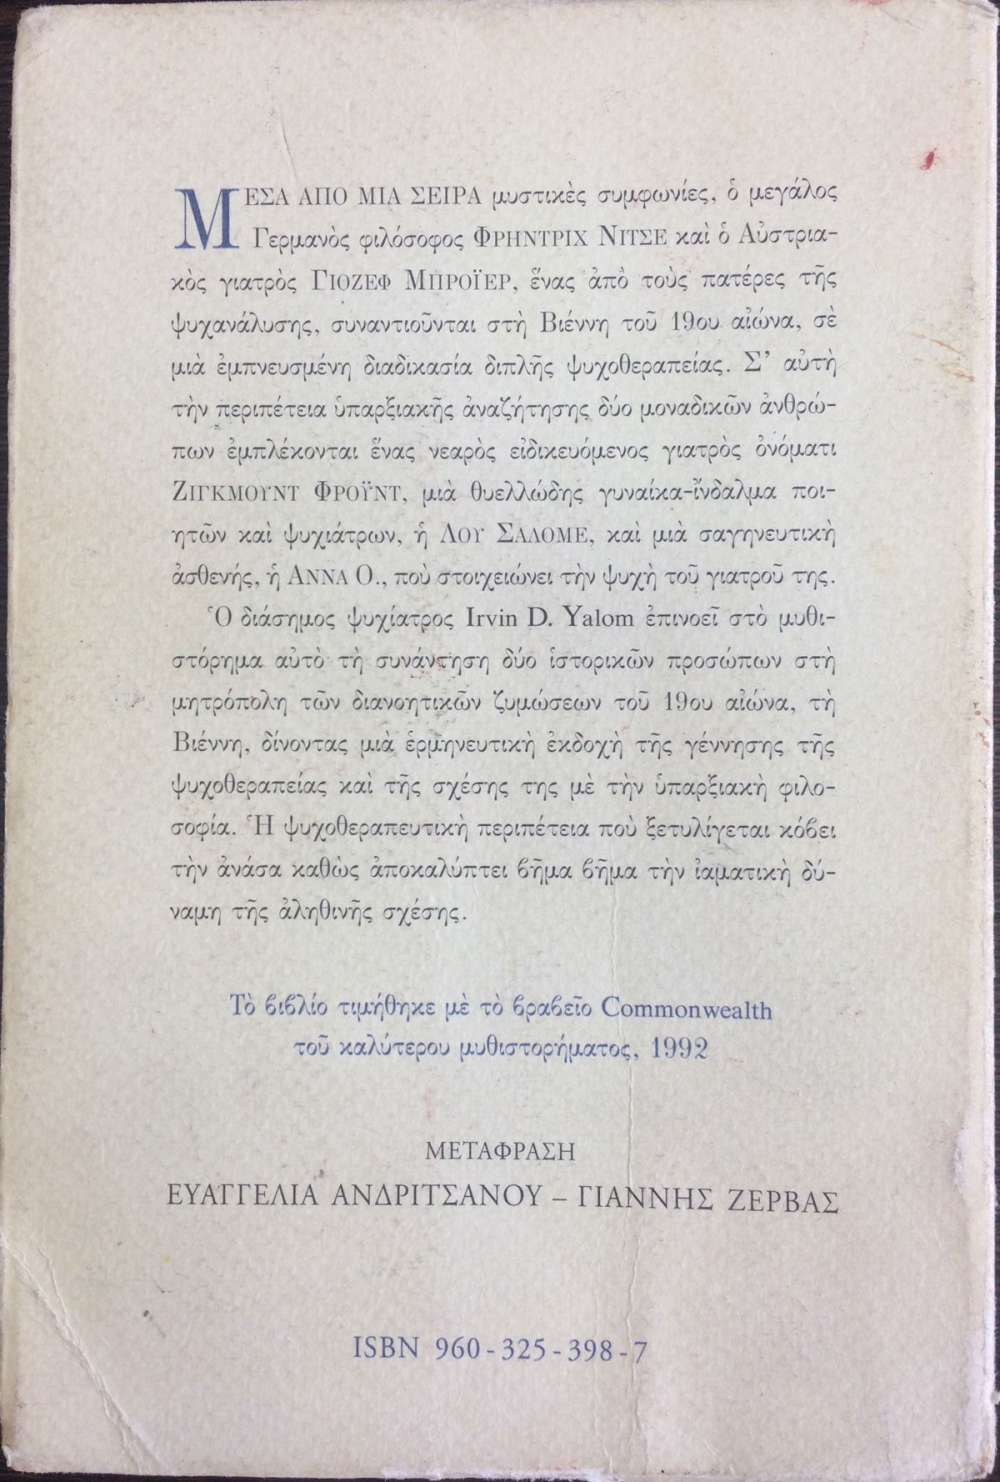 ΜΕΣΑ ΑΠΟ ΜΙΑ ΣΕΙΡΑ μυστικὲς συμφωνίες, ὁ μεγάλος
Γερμανὸς φιλόσοφος ΦΡΗΝΤΡΙΧ ΝΙΤΣΕ καὶ ὁ Αὐστρια-
κὸς γιατρὸς ΓΙΟΖΕΦ ΜΠΡΟΪΕΡ, ἕνας ἀπὸ τοὺς πατέρες τῆς
ψυχανάλυσης, συναντιοῦνται στὴ Βιέννη τοῦ 19ου αἰώνα, σὲ
μιὰ ἐμπνευσμένη διαδικασία διπλῆς ψυχοθεραπείας. Σ' αὐτὴ
τὴν περιπέτεια ὑπαρξιακῆς ἀναζήτησης δύο μοναδικῶν ἀνθρώ-
πων ἐμπλέκονται ἕνας νεαρὸς εἰδικευόμενος γιατρὸς ὀνόματι
ΖΙΓΚΜΟΥΝΤ ΦΡΟΫΝΤ, μιὰ θυελλώδης γυναίκα-ἴνδαλμα ποι-
ητῶν καὶ ψυχιάτρων, ἡ ΛΟΥ ΣΑΛΟΜΕ, καὶ μιὰ σαγηνευτικὴ
ἀσθενής, ἡ ΑΝΝΑ Ο., ποὺ στοιχειώνει τὴν ψυχὴ τοῦ γιατροῦ της.
Ὁ διάσημος ψυχίατρος Irvin D. Yalom ἐπινοεῖ στὸ μυθι-
στόρημα αὐτὸ τὴ συνάντηση δύο ἱστορικῶν προσώπων στὴ
μητρόπολη τῶν διανοητικῶν ζυμώσεων τοῦ 19ου αἰώνα, τὴ
Βιέννη, δίνοντας μιὰ ἑρμηνευτικὴ ἐκδοχὴ τῆς γέννησης τῆς
ψυχοθεραπείας καὶ τῆς σχέσης της μὲ τὴν ὑπαρξιακὴ φιλο-
σοφία. Ἡ ψυχοθεραπευτικὴ περιπέτεια ποὺ ξετυλίγεται κόβει
τὴν ἀνάσα καθὼς ἀποκαλύπτει βῆμα βῆμα τὴν ἰαματικὴ δύ-
ναμη τῆς ἀληθινῆς σχέσης.
Τὸ βιβλίο τιμήθηκε μὲ τὸ βραβεῖο Commonwealth
τοῦ καλύτερου μυθιστορήματος, 1992
ΜΕΤΑΦΡΑΣΗ
ΕΥΑΓΓΕΛΙΑ ΑΝΔΡΙΤΣΑΝΟΥ – ΓΙΑΝΝΗΣ ΖΕΡΒΑΣ
ISBN 960-325-398-7